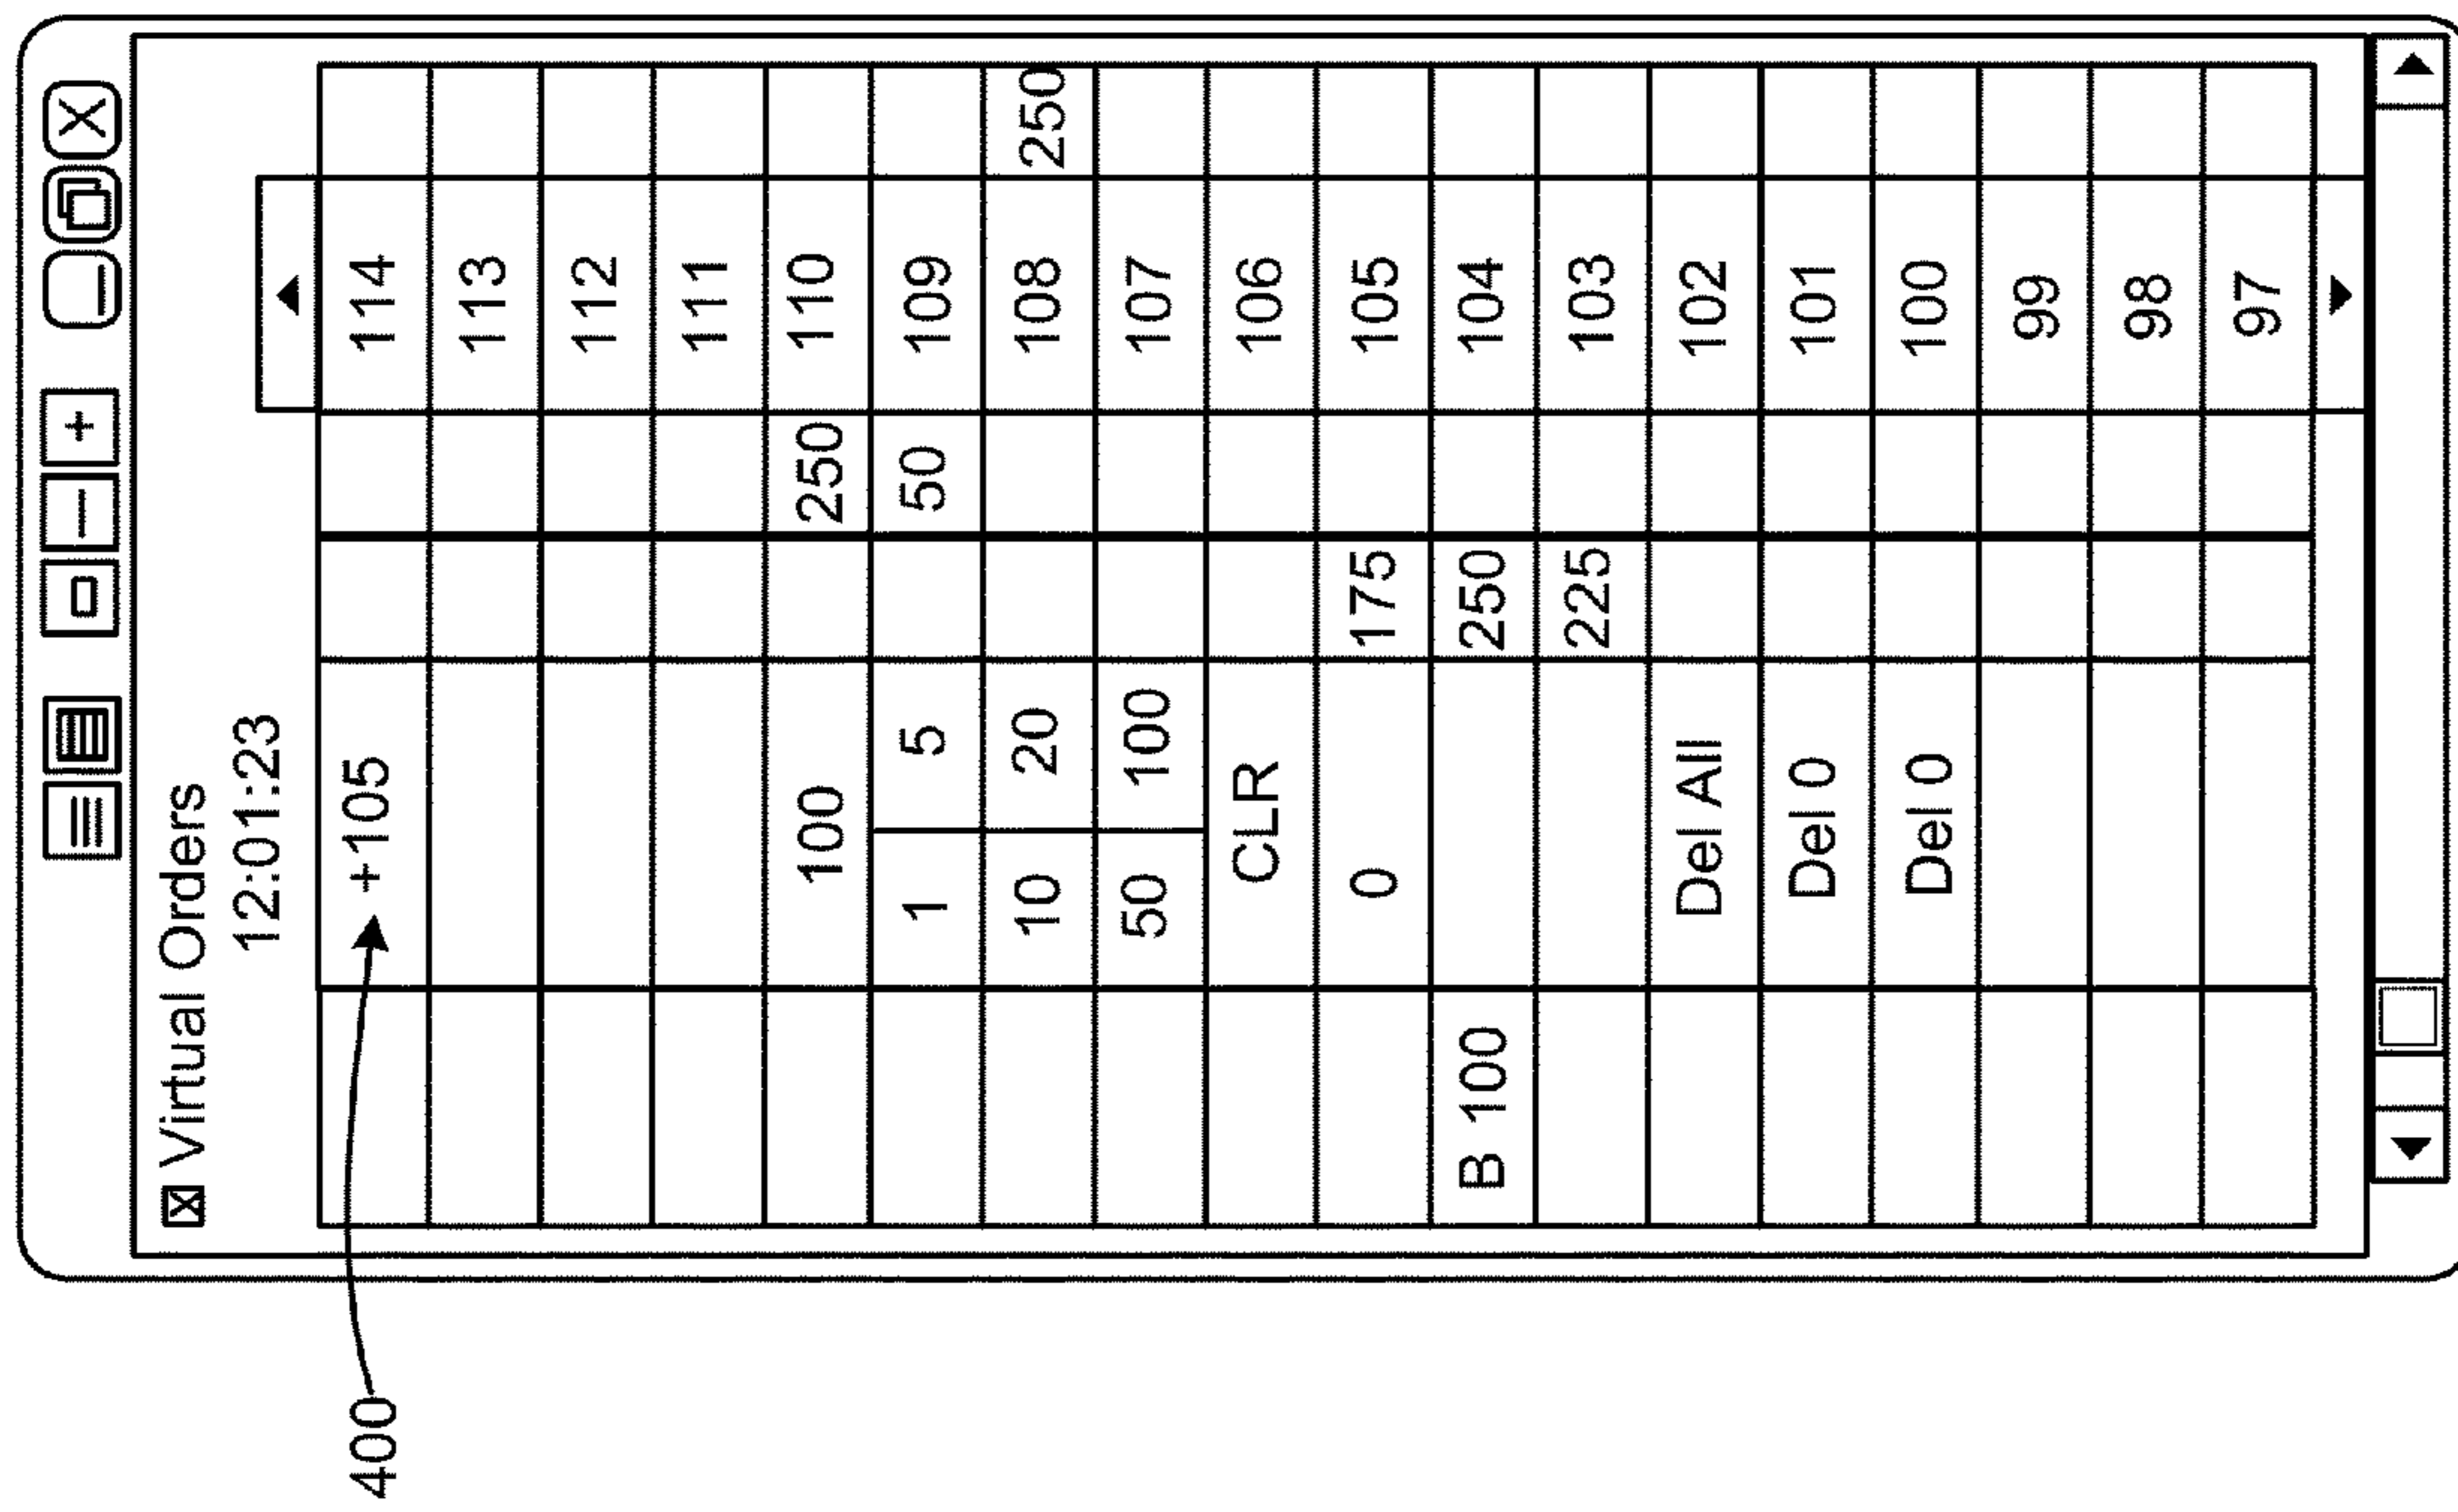 Virtual Orders
12:01:23
400 +105 114
113
112
111
100 250 110
1 5 50 109
10 20 108 250
50 100 107
CLR 106
0 175 105
B 100 250 104
225 103
Del All 102
Del 0 101
Del 0 100
99
98
97